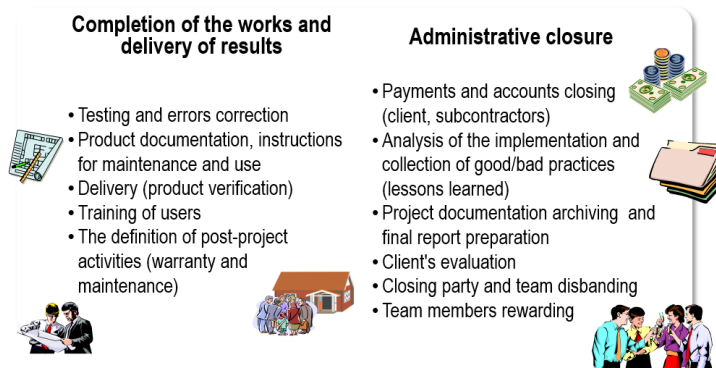 Completion of the works and
delivery of results
• Testing and errors correction
• Product documentation, instructions
for maintenance and use
• Delivery (product verification)
• Training of users
• The definition of post-project
activities (warranty and
maintenance)
Administrative closure
• Payments and accounts closing
(client, subcontractors)
• Analysis of the implementation and
collection of good/bad practices
(lessons learned)
• Project documentation archiving and
final report preparation
• Client's evaluation
• Closing party and team disbanding
• Team members rewarding